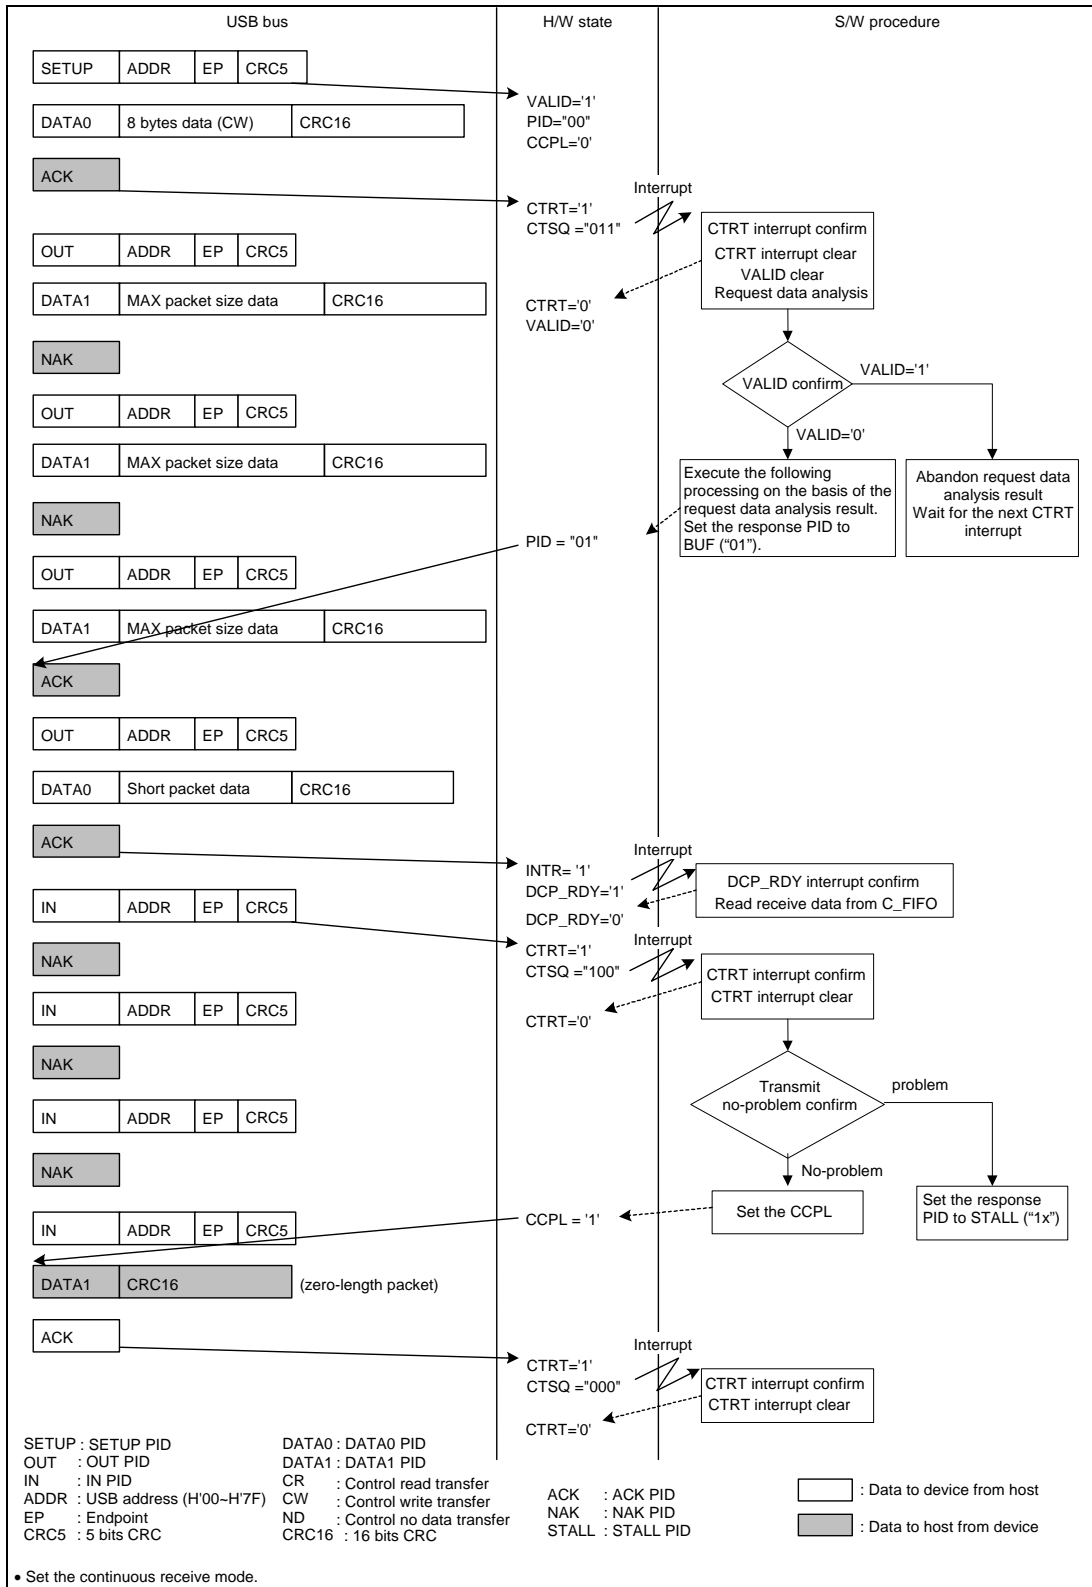 USB bus
H/W state
S/W procedure
SETUP ADDR EP CRC5
VALID='1'
PID="00"
CCPL='0'
DATA0 8 bytes data (CW) CRC16
ACK
Interrupt
CTRT='1'
CTSQ ="011"
CTRT interrupt confirm
CTRT interrupt clear
VALID clear
Request data analysis
OUT ADDR EP CRC5
DATA1 MAX packet size data CRC16
CTRT='0'
VALID='0'
NAK
VALID confirm
VALID='1'
VALID='0'
OUT ADDR EP CRC5
DATA1 MAX packet size data CRC16
NAK
Execute the following
processing on the basis of the
request data analysis result.
Set the response PID to
BUF (“01”).
Abandon request data
analysis result
Wait for the next CTRT
interrupt
PID = "01"
OUT ADDR EP CRC5
DATA1 MAX packet size data CRC16
ACK
OUT ADDR EP CRC5
DATA0 Short packet data CRC16
ACK
Interrupt
INTR= '1'
DCP_RDY='1'
DCP_RDY='0'
DCP_RDY interrupt confirm
Read receive data from C_FIFO
IN ADDR EP CRC5
Interrupt
CTRT='1'
CTSQ ="100"
NAK
CTRT interrupt confirm
CTRT interrupt clear
IN ADDR EP CRC5
CTRT='0'
NAK
Transmit
no-problem confirm
problem
No-problem
IN ADDR EP CRC5
NAK
Set the CCPL
Set the response
PID to STALL (“1x”)
IN ADDR EP CRC5
CCPL = '1'
DATA1 CRC16 (zero-length packet)
ACK
Interrupt
CTRT='1'
CTSQ ="000"
CTRT interrupt confirm
CTRT interrupt clear
CTRT='0'
SETUP : SETUP PID
OUT : OUT PID
IN : IN PID
ADDR : USB address (H'00~H'7F)
EP : Endpoint
CRC5 : 5 bits CRC
DATA0 : DATA0 PID
DATA1 : DATA1 PID
CR : Control read transfer
CW : Control write transfer
ND : Control no data transfer
CRC16 : 16 bits CRC
ACK : ACK PID
NAK : NAK PID
STALL : STALL PID
: Data to device from host
: Data to host from device
• Set the continuous receive mode.